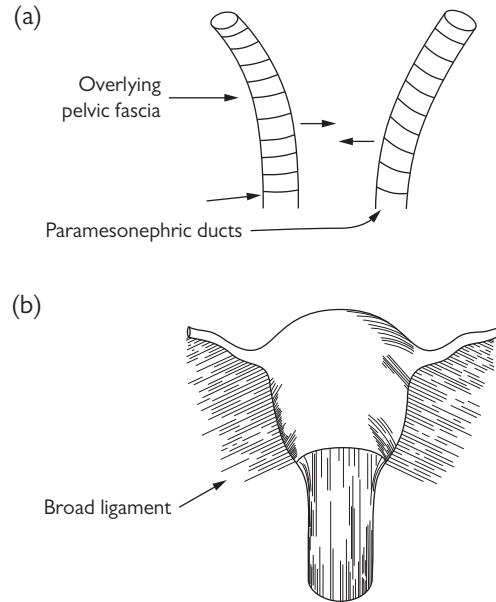 (a)
Overlying
pelvic fascia
Paramesonephric ducts
(b)
Broad ligament